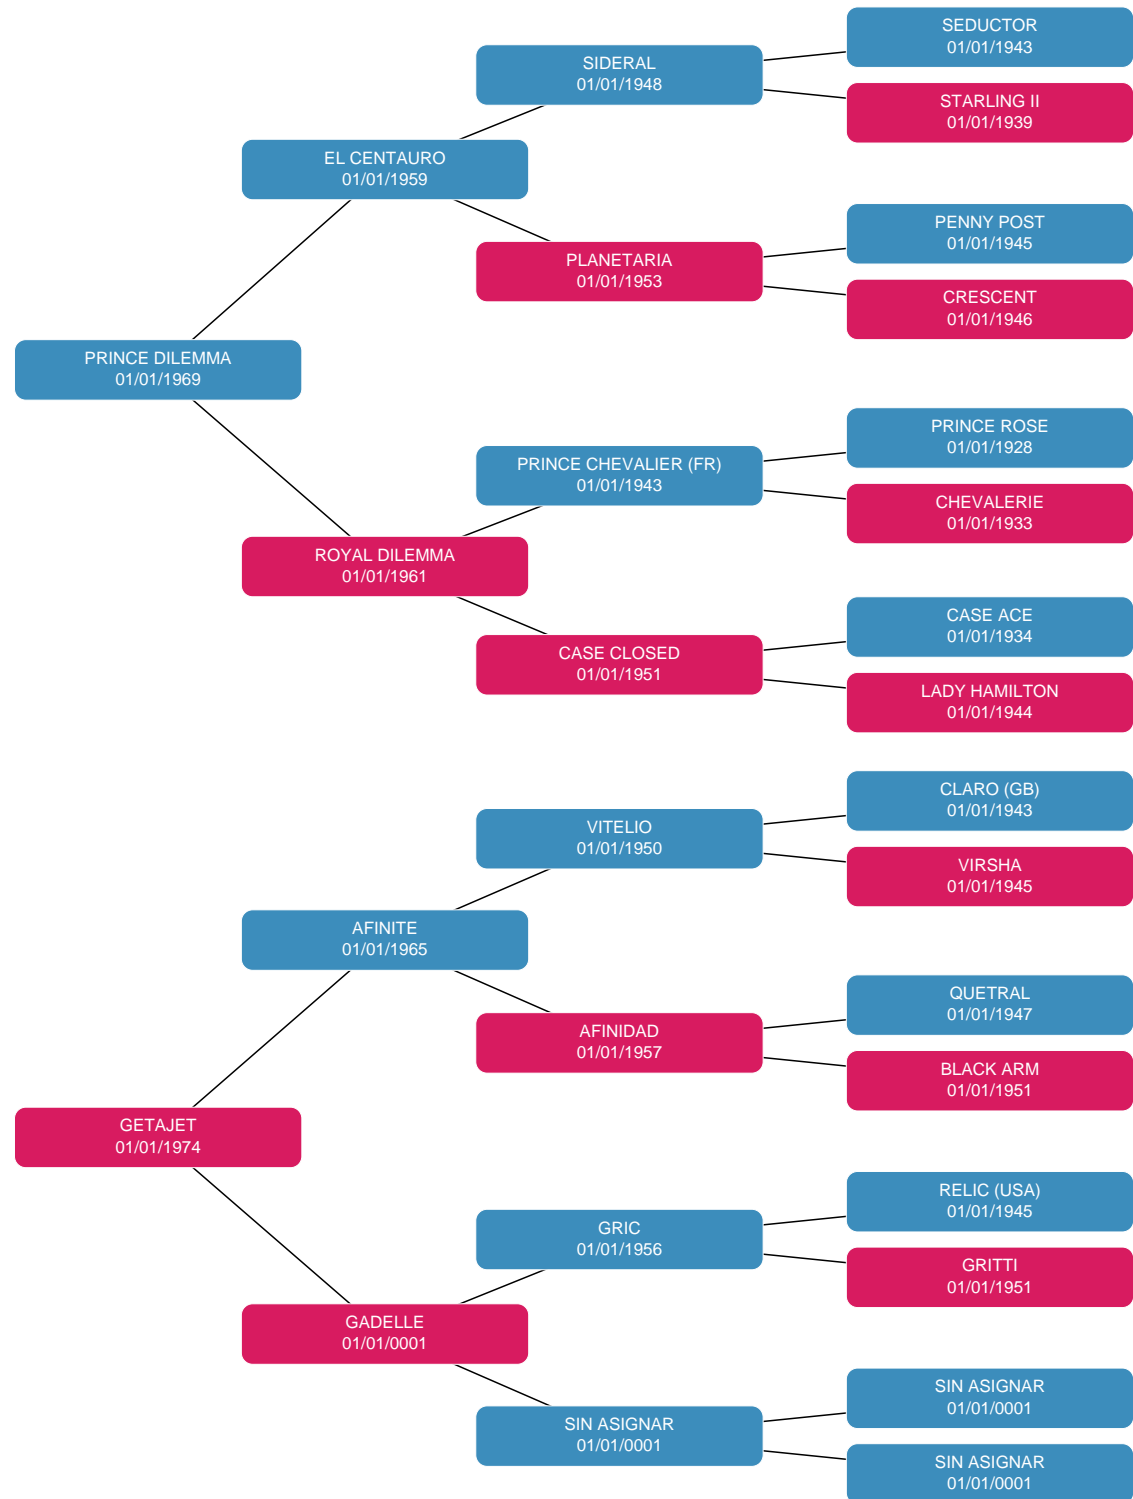 SEDUCTOR
01/01/1943
SIDERAL
01/01/1948
STARLING II
01/01/1939
EL CENTAURO
01/01/1959
PENNY POST
01/01/1945
PLANETARIA
01/01/1953
CRESCENT
01/01/1946
PRINCE DILEMMA
01/01/1969
PRINCE ROSE
01/01/1928
PRINCE CHEVALIER (FR)
01/01/1943
CHEVALERIE
01/01/1933
ROYAL DILEMMA
01/01/1961
CASE ACE
01/01/1934
CASE CLOSED
01/01/1951
LADY HAMILTON
01/01/1944
CLARO (GB)
01/01/1943
VITELIO
01/01/1950
VIRSHA
01/01/1945
AFINITE
01/01/1965
QUETRAL
01/01/1947
AFINIDAD
01/01/1957
BLACK ARM
01/01/1951
GETAJET
01/01/1974
RELIC (USA)
01/01/1945
GRIC
01/01/1956
GRITTI
01/01/1951
GADELLE
01/01/0001
SIN ASIGNAR
01/01/0001
SIN ASIGNAR
01/01/0001
SIN ASIGNAR
01/01/0001